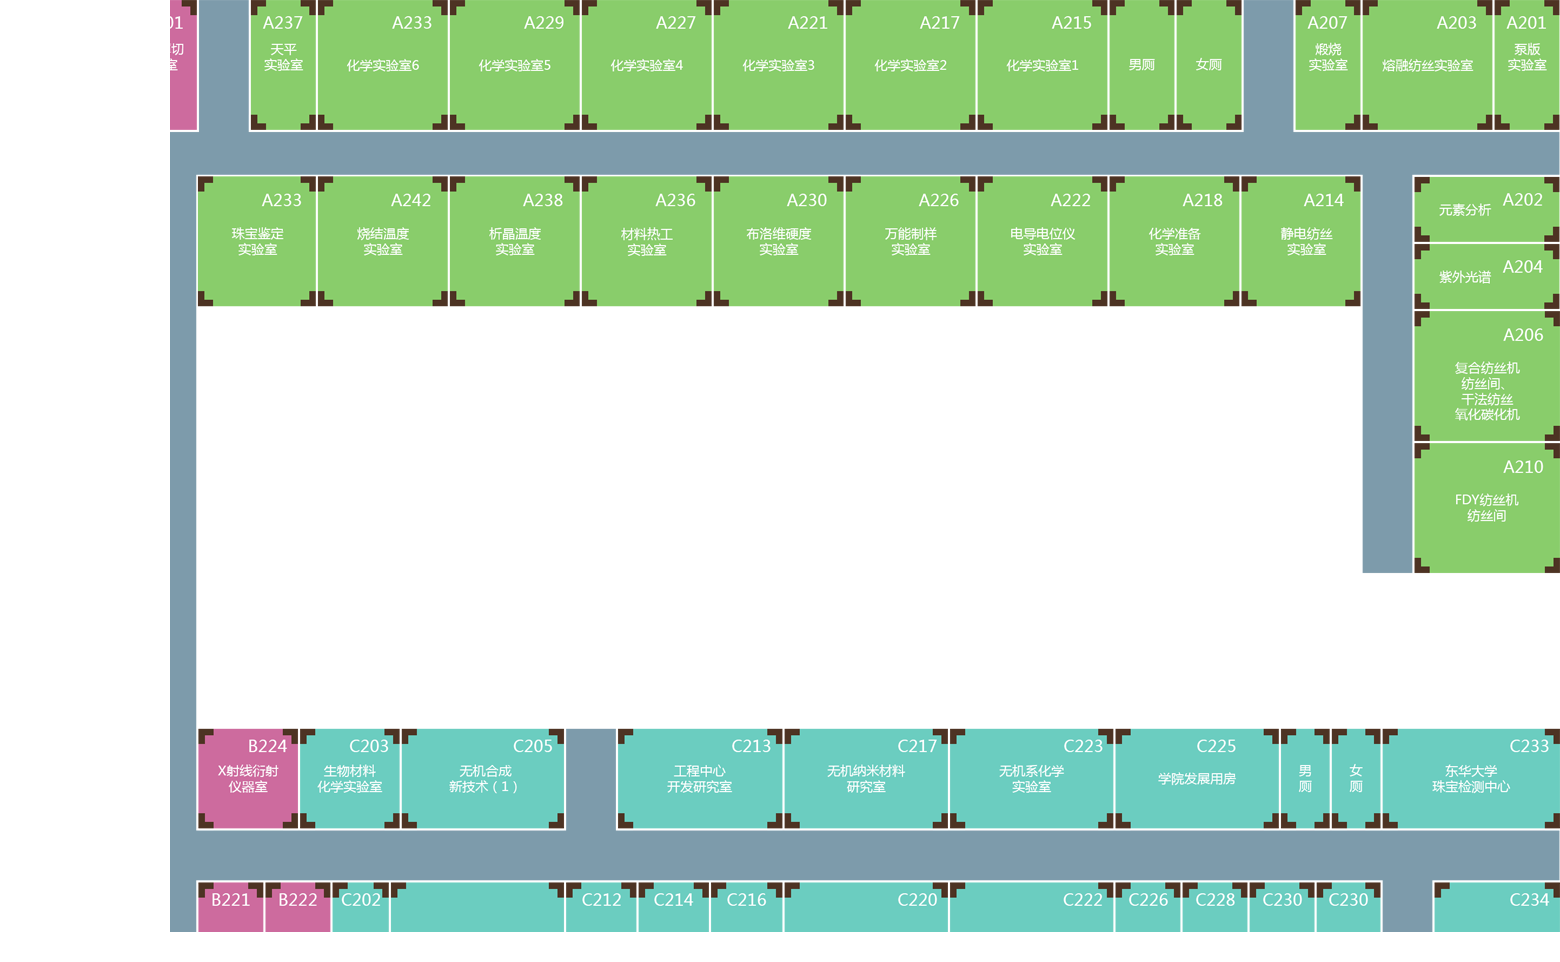 01
切
室
A237
天平
实验室
A233
化学实验室6
A229
化学实验室5
A227
化学实验室4
A221
化学实验室3
A217
化学实验室2
A215
化学实验室1
男厕
女厕
A207
煅烧
实验室
A203
熔融纺丝实验室
A201
泵版
实验室
A233
珠宝鉴定
实验室
A242
烧结温度
实验室
A238
析晶温度
实验室
A236
材料热工
实验室
A230
布洛维硬度
实验室
A226
万能制样
实验室
A222
电导电位仪
实验室
A218
化学准备
实验室
A214
静电纺丝
实验室
A202
元素分析
A204
紫外光谱
A206
复合纺丝机
纺丝间、
干法纺丝
氧化碳化机
A210
FDY纺丝机
纺丝间
B224
X射线衍射
仪器室
C203
生物材料
化学实验室
C205
无机合成
新技术（1）
C213
工程中心
开发研究室
C217
无机纳米材料
研究室
C223
无机系化学
实验室
C225
学院发展用房
男
厕
女
厕
C233
东华大学
珠宝检测中心
B221
B222
C202
C212
C214
C216
C220
C222
C226
C228
C230
C230
C234